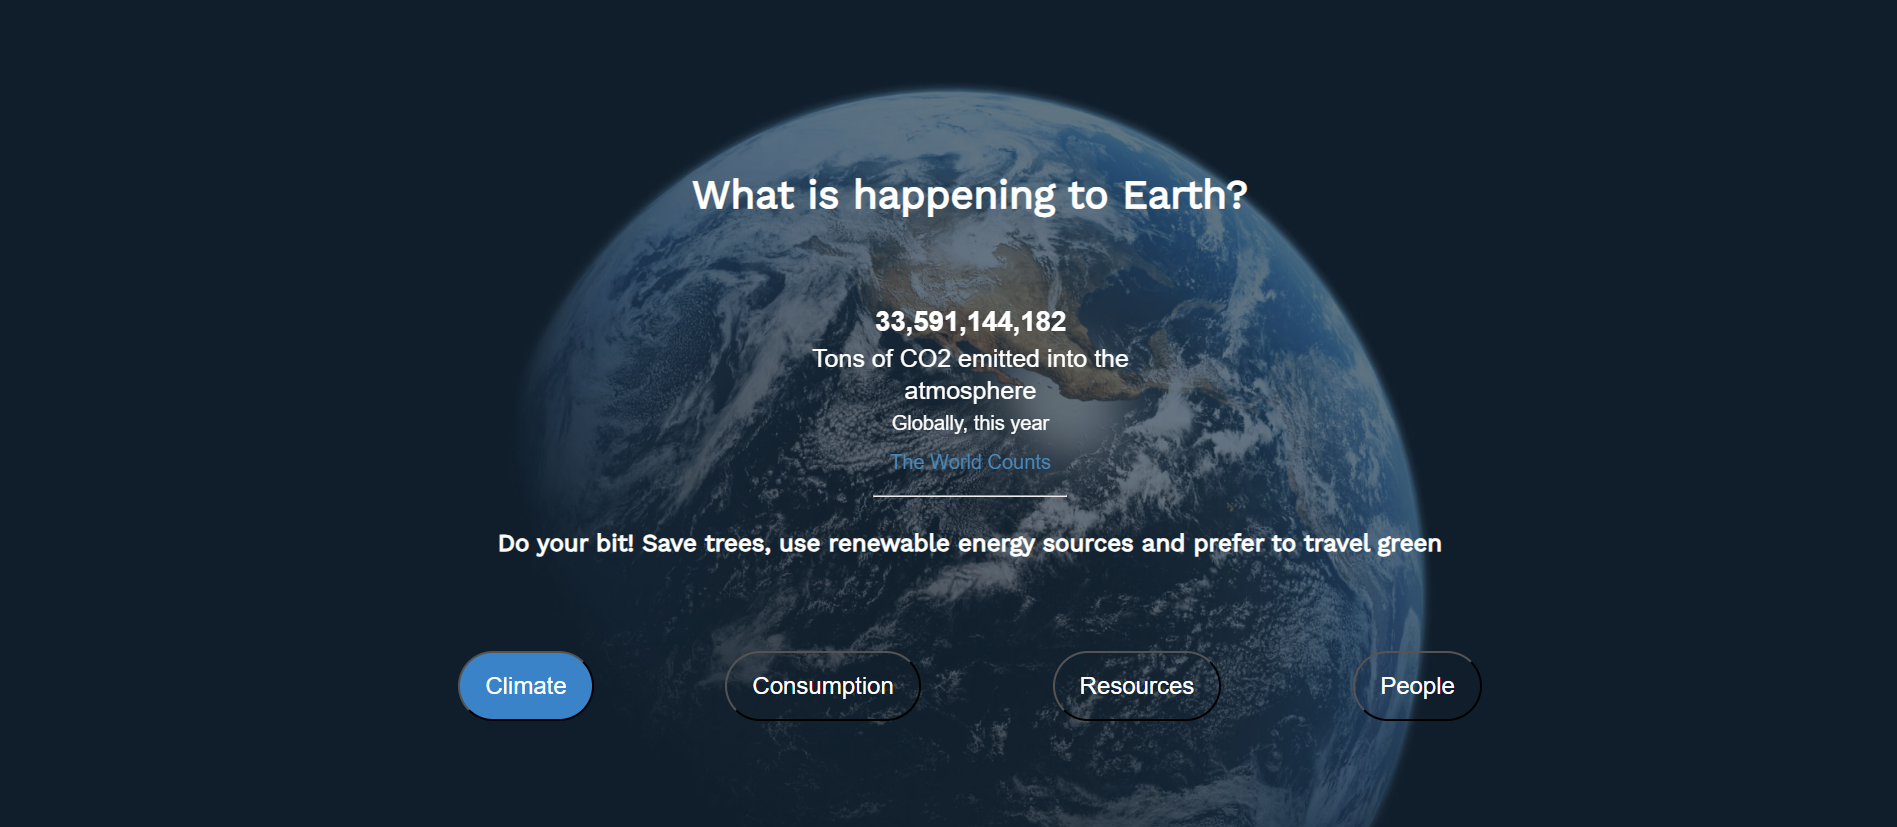 What is happening to Earth?
33,591,144,182
Tons of CO2 emitted into the
atmosphere
Globally, this year
The World Counts
Do your bit! Save trees, use renewable energy sources and prefer to travel green
Climate
Consumption
Resources
People